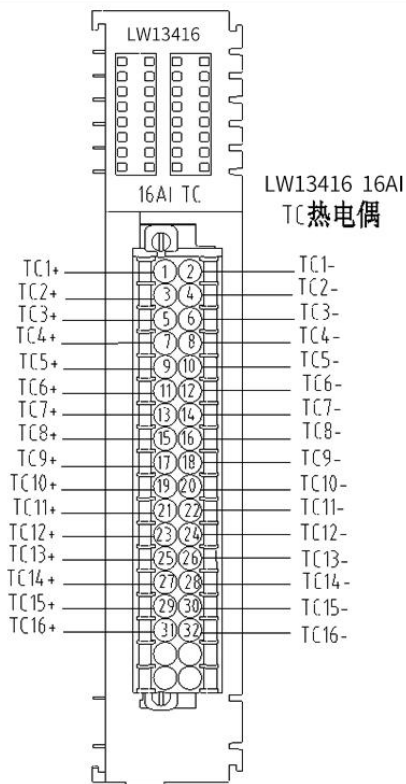 LW13416
16AI TC
LW13416 16AI
TC热电偶
TC1+ 1 2 TC1-
TC2+ 3 4 TC2-
TC3+ 5 6 TC3-
TC4+ 7 8 TC4-
TC5+ 9 10 TC5-
TC6+ 11 12 TC6-
TC7+ 13 14 TC7-
TC8+ 15 16 TC8-
TC9+ 17 18 TC9-
TC10+ 19 20 TC10-
TC11+ 21 22 TC11-
TC12+ 23 24 TC12-
TC13+ 25 26 TC13-
TC14+ 27 28 TC14-
TC15+ 29 30 TC15-
TC16+ 31 32 TC16-